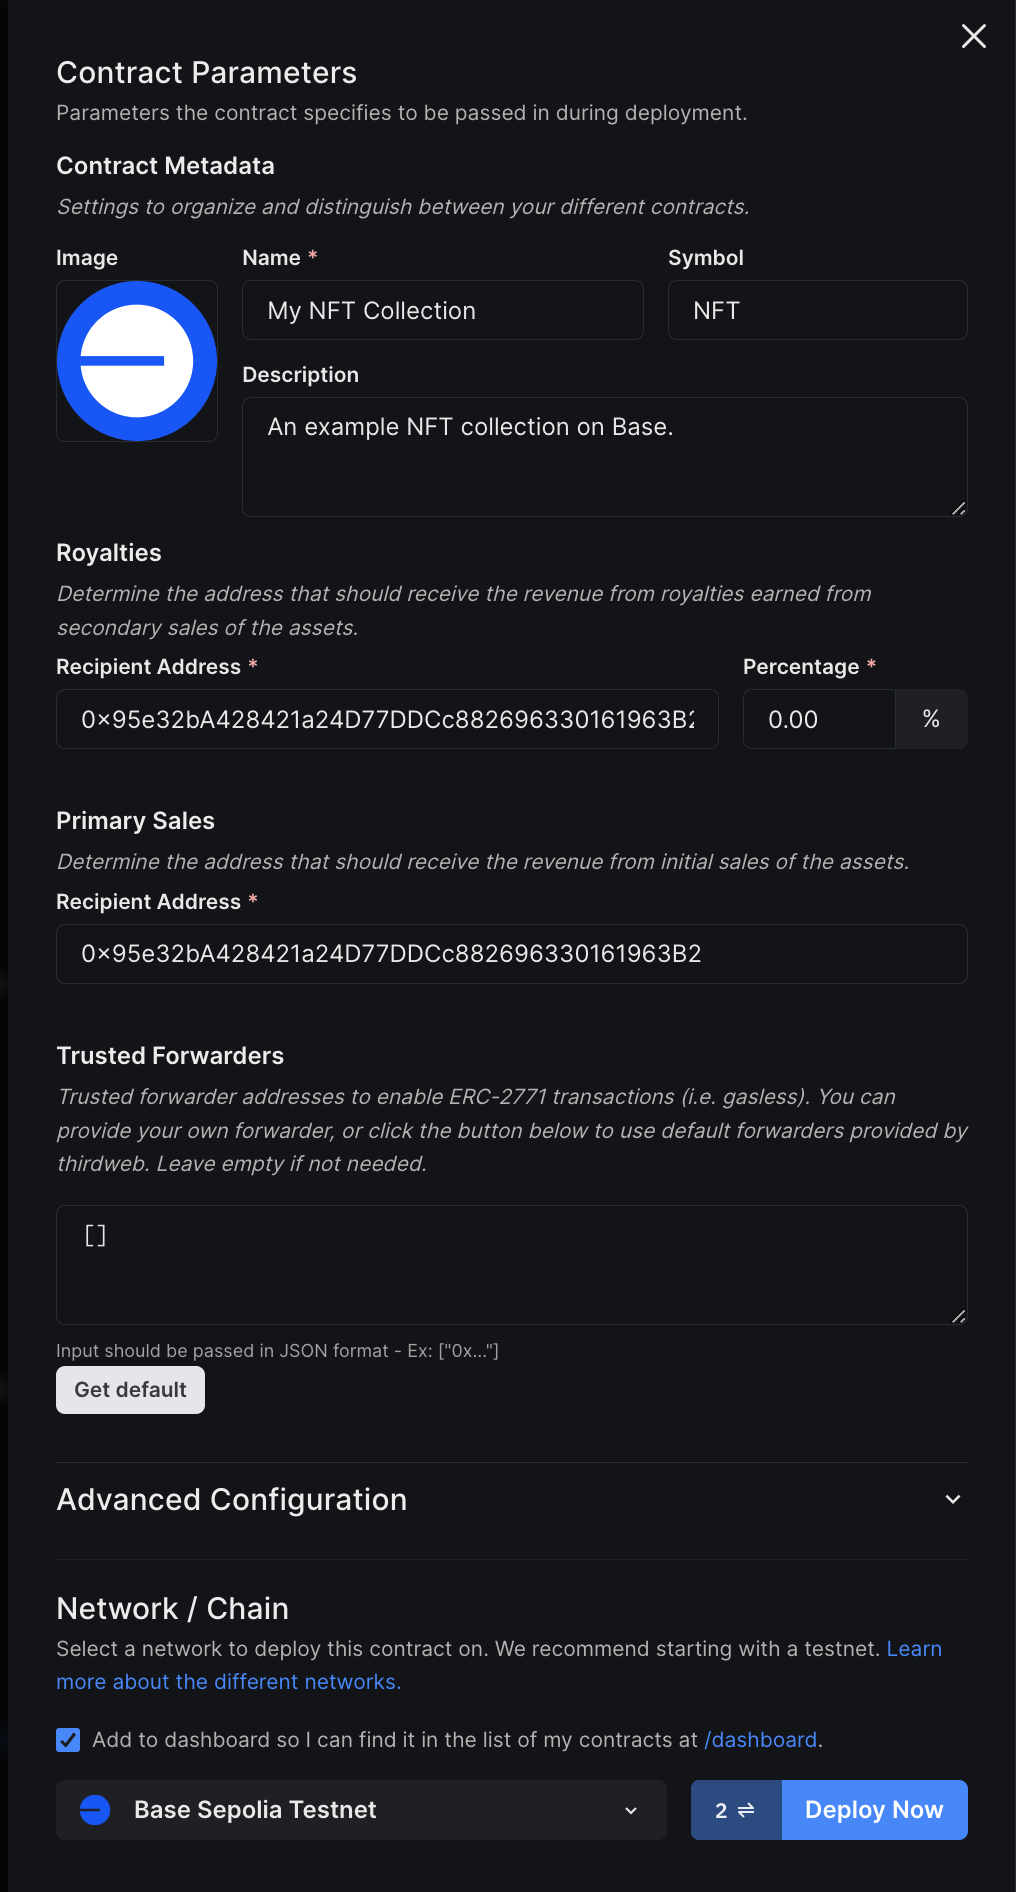 Contract Parameters
Parameters the contract specifies to be passed in during deployment.
Contract Metadata
Settings to organize and distinguish between your different contracts.
Image
Name *
Symbol
My NFT Collection
NFT
Description
An example NFT collection on Base.
Royalties
Determine the address that should receive the revenue from royalties earned from
secondary sales of the assets.
Recipient Address *
Percentage *
0x95e32bA428421a24D77DDCc882696330161963B2
0.00
%
Primary Sales
Determine the address that should receive the revenue from initial sales of the assets.
Recipient Address *
0x95e32bA428421a24D77DDCc882696330161963B2
Trusted Forwarders
Trusted forwarder addresses to enable ERC-2771 transactions (i.e. gasless). You can
provide your own forwarder, or click the button below to use default forwarders provided by
thirdweb. Leave empty if not needed.
[]
Input should be passed in JSON format - Ex: ["0x..."]
Get default
Advanced Configuration
Network / Chain
Select a network to deploy this contract on. We recommend starting with a testnet. Learn
more about the different networks.
Add to dashboard so I can find it in the list of my contracts at /dashboard.
Base Sepolia Testnet
2 ⇌
Deploy Now